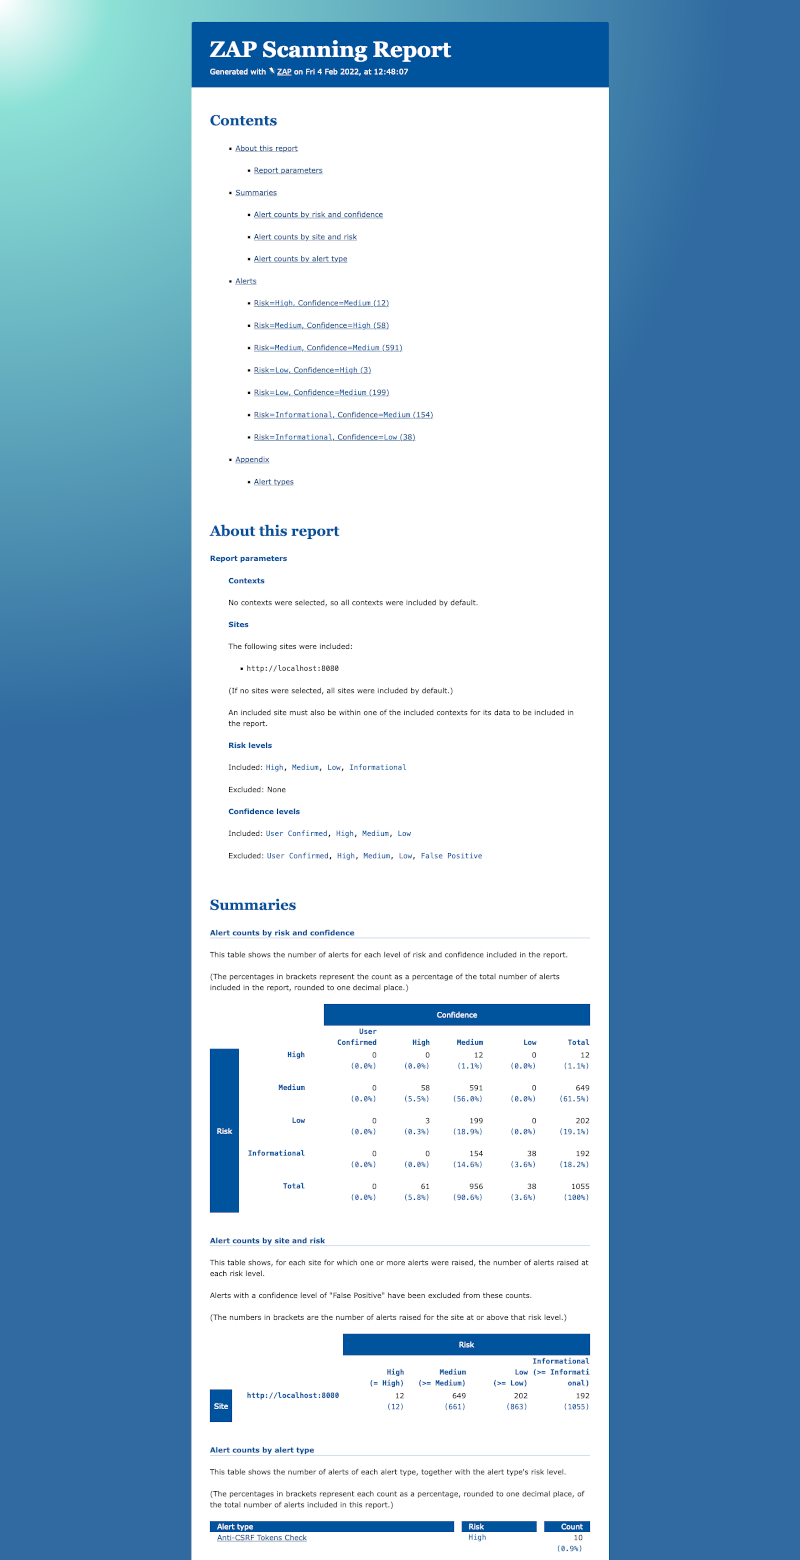 ZAP Scanning Report
Generated with ZAP on Fri 4 Feb 2022, at 12:48:07
Contents
About this report
Report parameters
Summaries
Alert counts by risk and confidence
Alert counts by site and risk
Alert counts by alert type
Alerts
Risk=High, Confidence=Medium (12)
Risk=Medium, Confidence=High (58)
Risk=Medium, Confidence=Medium (591)
Risk=Low, Confidence=High (3)
Risk=Low, Confidence=Medium (199)
Risk=Informational, Confidence=Medium (154)
Risk=Informational, Confidence=Low (38)
Appendix
Alert types
About this report
Report parameters
Contexts
No contexts were selected, so all contexts were included by default.
Sites
The following sites were included:
http://localhost:8080
(If no sites were selected, all sites were included by default.)
An included site must also be within one of the included contexts for its data to be included in
the report.
Risk levels
Included: High, Medium, Low, Informational
Excluded: None
Confidence levels
Included: User Confirmed, High, Medium, Low
Excluded: User Confirmed, High, Medium, Low, False Positive
Summaries
Alert counts by risk and confidence
This table shows the number of alerts for each level of risk and confidence included in the report.
(The percentages in brackets represent the count as a percentage of the total number of alerts
included in the report, rounded to one decimal place.)
Confidence
User
Confirmed High Medium Low Total
High 0 0 12 0 12
(0.0%) (0.0%) (1.1%) (0.0%) (1.1%)
Medium 0 58 591 0 649
(0.0%) (5.5%) (56.0%) (0.0%) (61.5%)
Low 0 3 199 0 202
Risk (0.0%) (0.3%) (18.9%) (0.0%) (19.1%)
Informational 0 0 154 38 192
(0.0%) (0.0%) (14.6%) (3.6%) (18.2%)
Total 0 61 956 38 1055
(0.0%) (5.8%) (90.6%) (3.6%) (100%)
Alert counts by site and risk
This table shows, for each site for which one or more alerts were raised, the number of alerts raised at
each risk level.
Alerts with a confidence level of "False Positive" have been excluded from these counts.
(The numbers in brackets are the number of alerts raised for the site at or above that risk level.)
Risk
Informational
High Medium Low (>= Informati
(= High) (>= Medium) (>= Low) onal)
http://localhost:8080 12 649 202 192
Site (12) (661) (863) (1055)
Alert counts by alert type
This table shows the number of alerts of each alert type, together with the alert type's risk level.
(The percentages in brackets represent each count as a percentage, rounded to one decimal place, of
the total number of alerts included in this report.)
Alert type Risk Count
Anti-CSRF Tokens Check High 10
(0.9%)